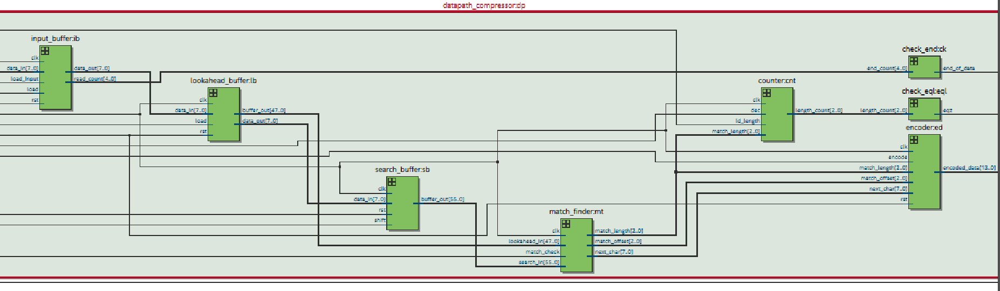 datapath_compressor:dp
input_buffer:ib
clk
data_in[7..0]
load_input
load
rst
data_out[7..0]
read_count[4..0]
lookahead_buffer:lb
clk
data_in[7..0]
load
rst
buffer_out[47..0]
data_out[7..0]
search_buffer:sb
clk
data_in[7..0]
rst
shift
buffer_out[55..0]
match_finder:mt
clk
lookahead_in[47..0]
match_check
search_in[55..0]
match_length[2..0]
match_offset[2..0]
next_char[7..0]
counter:cnt
clk
dec
ld_length
match_length[2..0]
length_count[2..0]
check_end:ck
end_count[4..0]
end_of_data
check_eql:eql
length_count[2..0]
eqz
encoder:ed
clk
encode
match_length[2..0]
match_offset[2..0]
next_char[7..0]
rst
encoded_data[13..0]